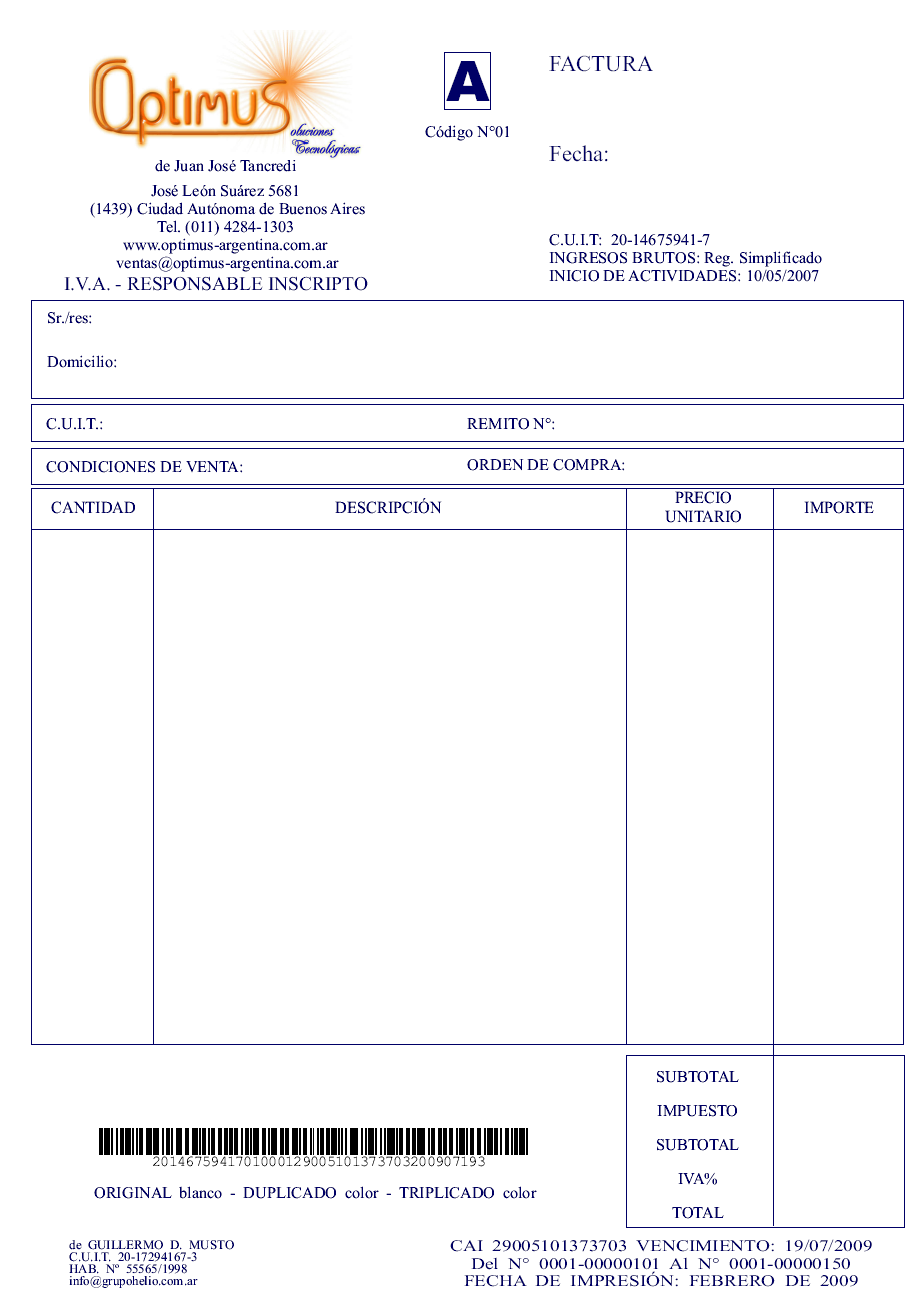 Optimus
Soluciones
Tecnológicas
de Juan José Tancredi
José León Suárez 5681
(1439) Ciudad Autónoma de Buenos Aires
Tel. (011) 4284-1303
www.optimus-argentina.com.ar
ventas@optimus-argentina.com.ar
I.V.A. - RESPONSABLE INSCRIPTO
A
Código N°01
FACTURA
Fecha:
C.U.I.T: 20-14675941-7
INGRESOS BRUTOS: Reg. Simplificado
INICIO DE ACTIVIDADES: 10/05/2007
Sr./res:
Domicilio:
C.U.I.T.: REMITO N°:
CONDICIONES DE VENTA: ORDEN DE COMPRA:
CANTIDAD DESCRIPCIÓN PRECIO UNITARIO IMPORTE
SUBTOTAL
IMPUESTO
SUBTOTAL
IVA%
TOTAL
2014675941701000129005101373703200907193
ORIGINAL blanco - DUPLICADO color - TRIPLICADO color
de GUILLERMO D. MUSTO
C.U.I.T. 20-17294167-3
HAB. Nº 55565/1998
info@grupohelio.com.ar
CAI 29005101373703 VENCIMIENTO: 19/07/2009
Del N° 0001-00000101 Al N° 0001-00000150
FECHA DE IMPRESIÓN: FEBRERO DE 2009